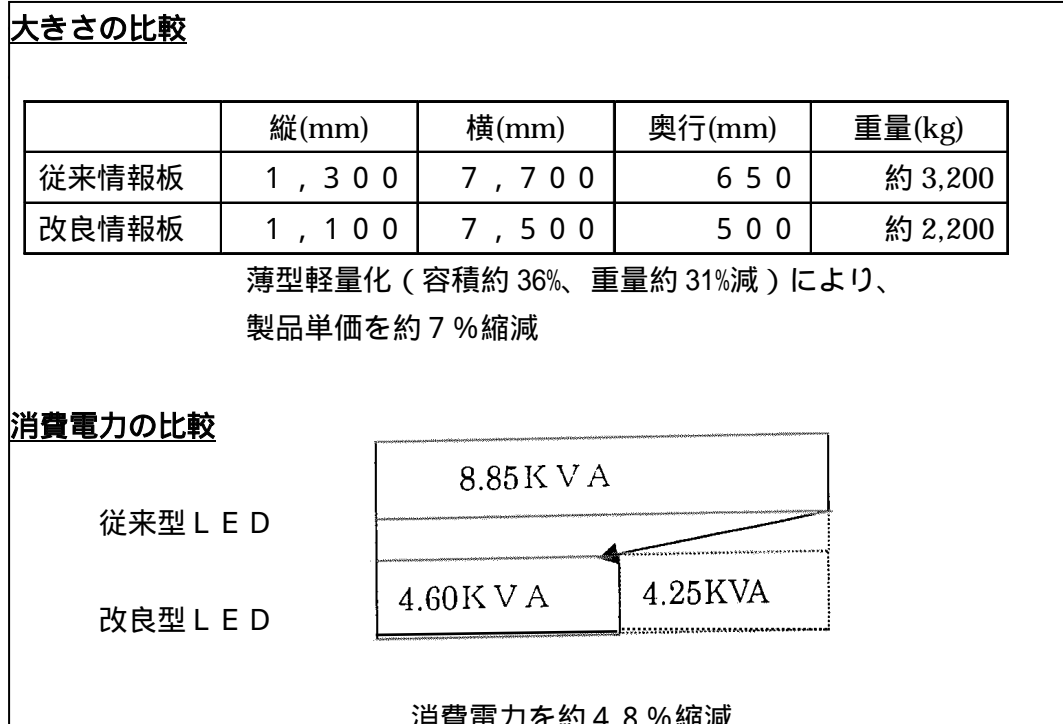 大きさの比較
縦(mm) 横(mm) 奥行(mm) 重量(kg)
従来情報板 1,300 7,700 650 約 3,200
改良情報板 1,100 7,500 500 約 2,200
薄型軽量化(容積約 36%、重量約 31%減)により、
製品単価を約7%縮減
消費電力の比較
8.85KVA
従来型LED
4.60KVA 4.25KVA
改良型LED
消費電力を約48%縮減